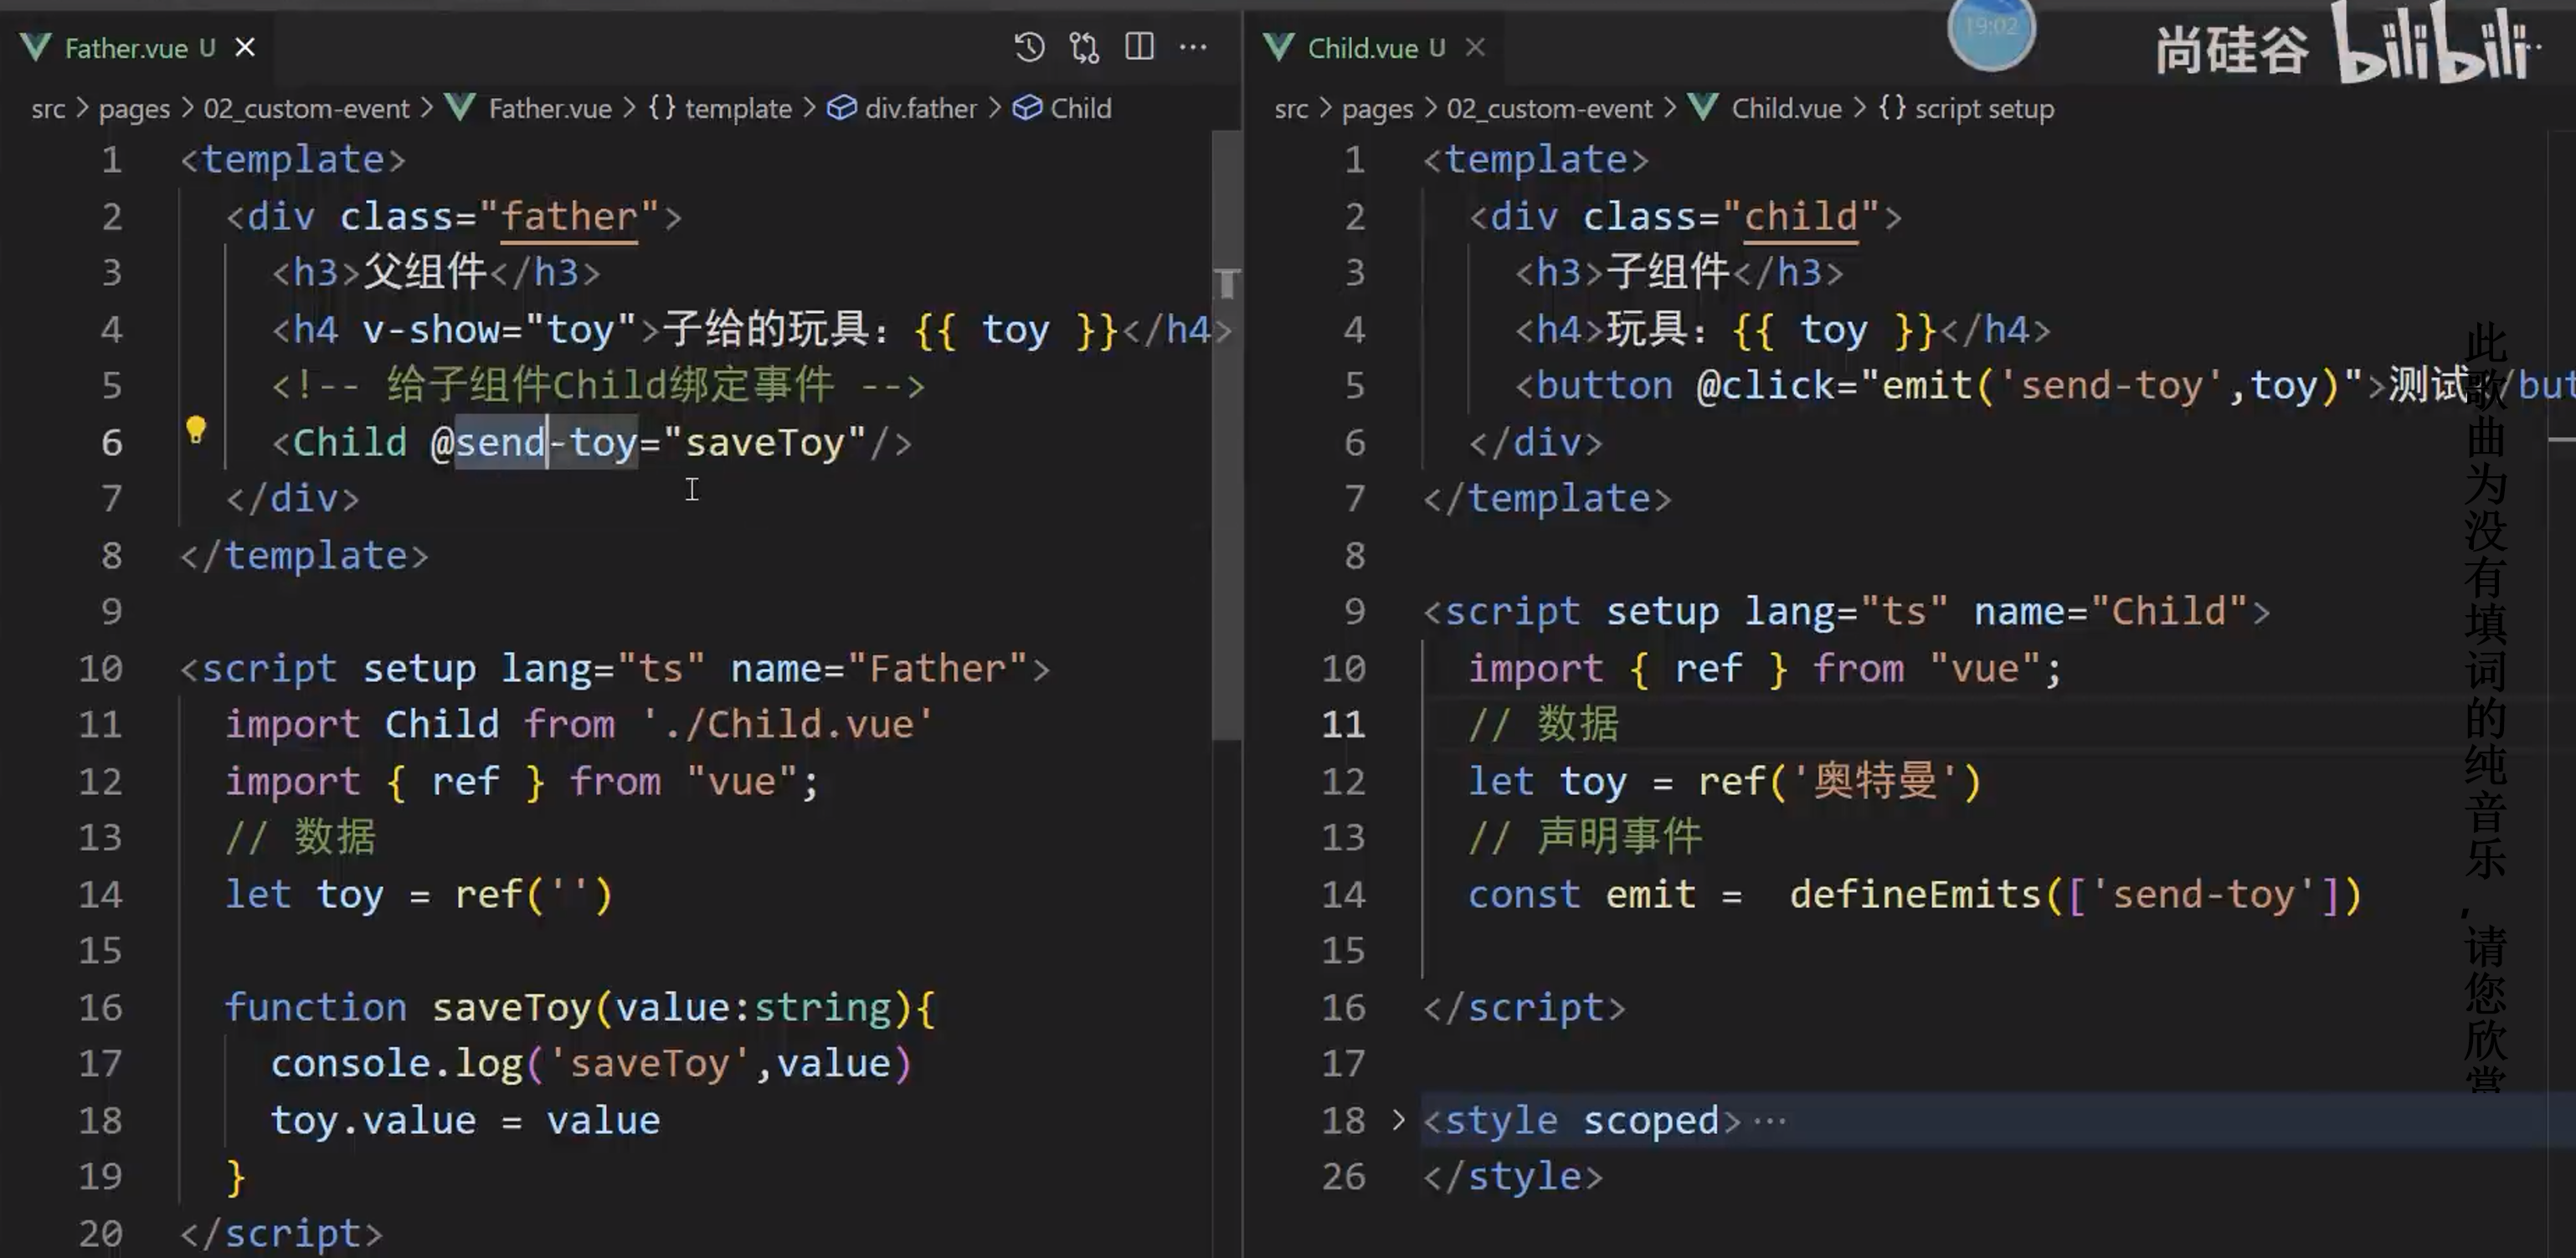 Father.vue U
src > pages > 02_custom-event > Father.vue > {} template > div.father > Child
1 <template>
2 <div class="father">
3 <h3>父组件</h3>
4 <h4 v-show="toy">子给的玩具：{{ toy }}</h4>
5 <!-- 给子组件Child绑定事件 -->
6 <Child @send-toy="saveToy"/>
7 </div>
8 </template>
9
10 <script setup lang="ts" name="Father">
11 import Child from './Child.vue'
12 import { ref } from "vue";
13 // 数据
14 let toy = ref('')
15
16 function saveToy(value:string){
17 console.log('saveToy',value)
18 toy.value = value
19 }
20 </script>
Child.vue U
19:02
尚硅谷 bilibili
src > pages > 02_custom-event > Child.vue > {} script setup
1 <template>
2 <div class="child">
3 <h3>子组件</h3>
4 <h4>玩具：{{ toy }}</h4>
5 <button @click="emit('send-toy',toy)">测试</but
6 </div>
7 </template>
8
9 <script setup lang="ts" name="Child">
10 import { ref } from "vue";
11 // 数据
12 let toy = ref('奥特曼')
13 // 声明事件
14 const emit =  defineEmits(['send-toy'])
15
16 </script>
17
18 > <style scoped>···
26 </style>
此歌曲为没有填词的纯音乐，请您欣赏